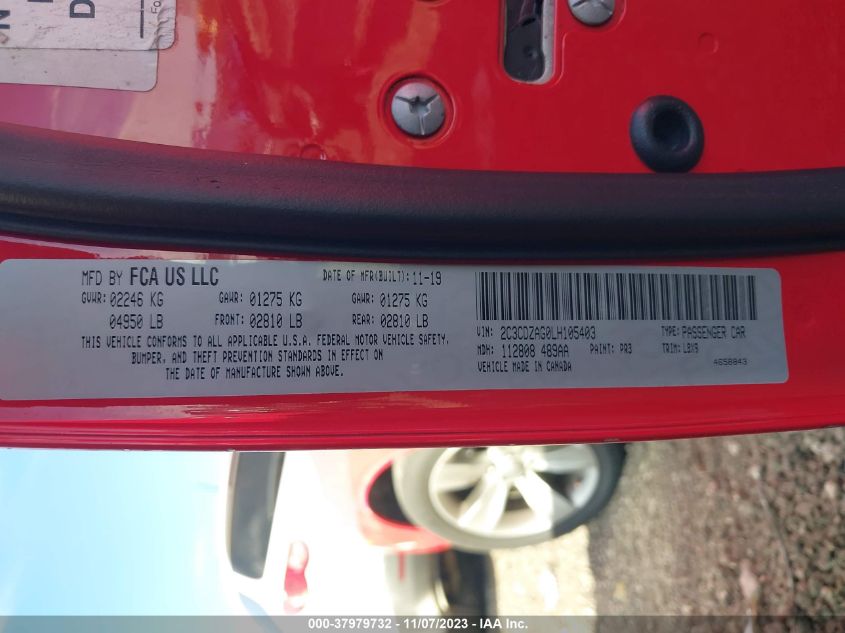 MFD BY FCA US LLC DATE OF MFR(BUILT): 11-19
GVWR: 02246 KG GAWR: 01275 KG GAWR: 01275 KG
04950 LB FRONT: 02810 LB REAR: 02810 LB
THIS VEHICLE CONFORMS TO ALL APPLICABLE U.S.A. FEDERAL MOTOR VEHICLE SAFETY,
BUMPER, AND THEFT PREVENTION STANDARDS IN EFFECT ON
THE DATE OF MANUFACTURE SHOWN ABOVE.
VIN: 2C3CDZAG0LH105403 TYPE: PASSENGER CAR
MDH: 112808 489AA PAINT: PR3 TRIM: LBX9
VEHICLE MADE IN CANADA 4658843
000-37979732 - 11/07/2023 - IAA Inc.